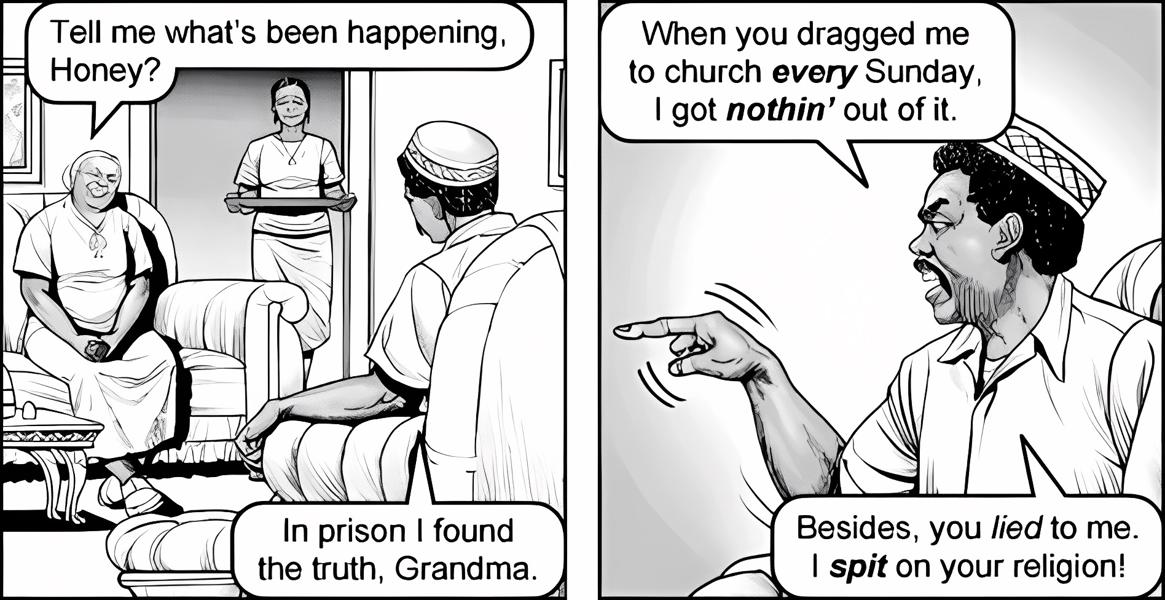 Tell me what's been happening,
Honey?
In prison I found
the truth, Grandma.
When you dragged me
to church every Sunday,
I got nothin' out of it.
Besides, you lied to me.
I spit on your religion!